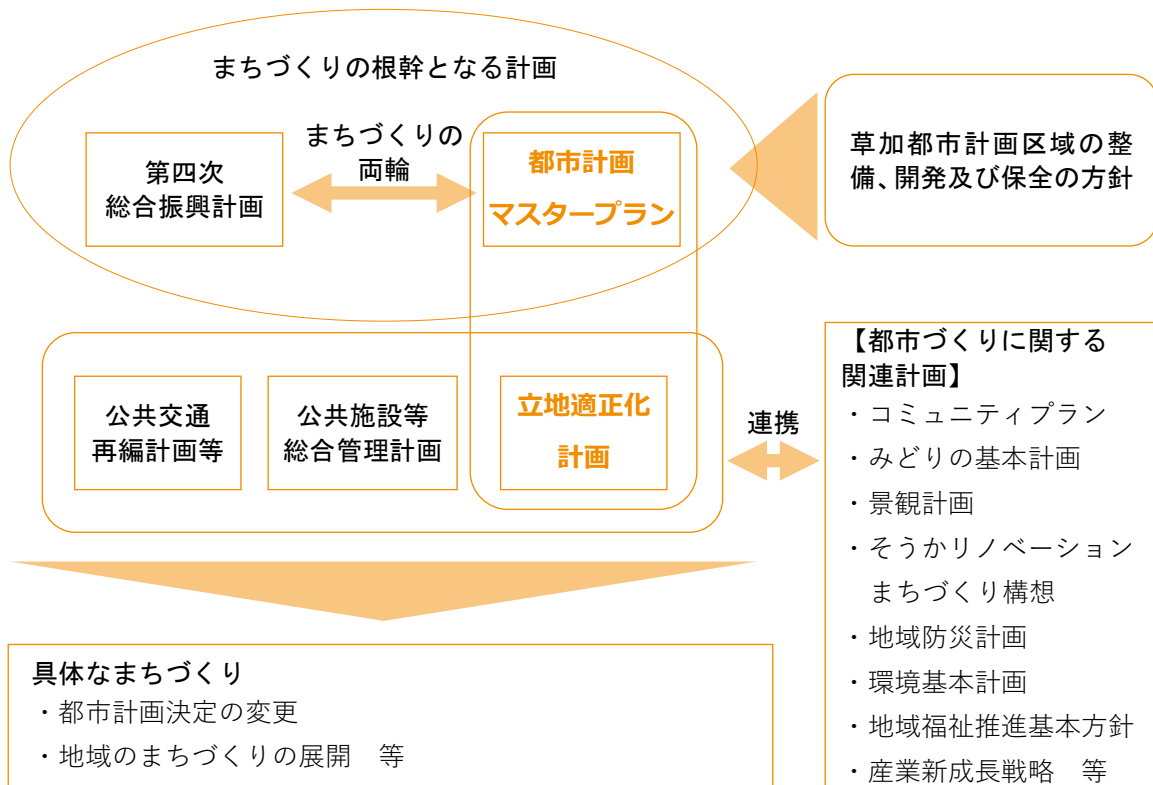 まちづくりの根幹となる計画
第四次
総合振興計画
まちづくりの
両輪
都市計画
マスタープラン
草加都市計画区域の整
備、開発及び保全の方針
公共交通
再編計画等
公共施設等
総合管理計画
立地適正化
計画
連携
【都市づくりに関する
関連計画】
・コミュニティプラン
・みどりの基本計画
・景観計画
・そうかリノベーション
まちづくり構想
・地域防災計画
・環境基本計画
・地域福祉推進基本方針
・産業新成長戦略　等
具体なまちづくり
・都市計画決定の変更
・地域のまちづくりの展開　等